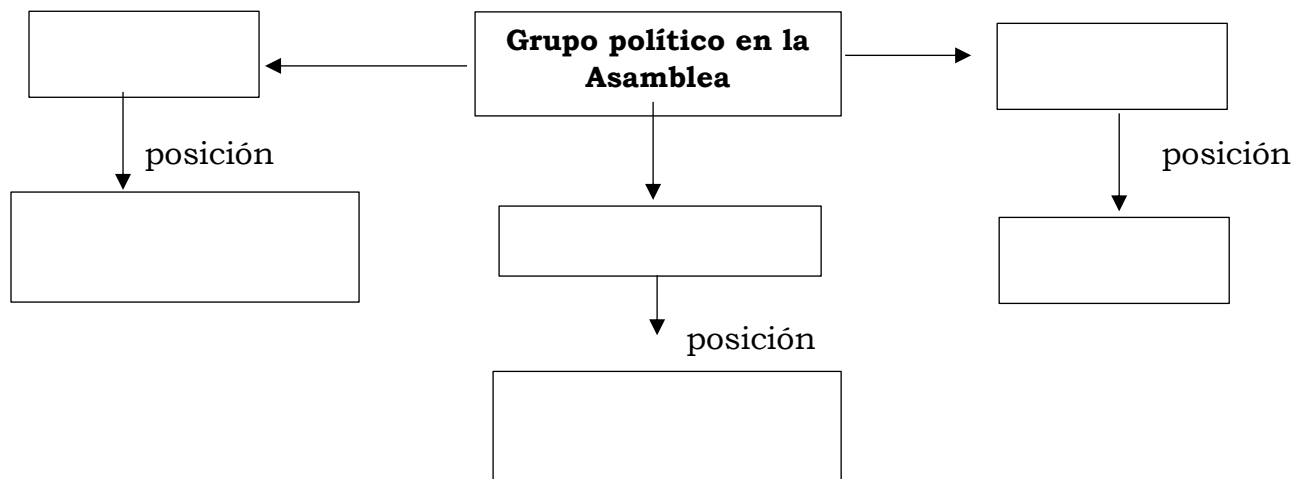 Grupo político en la
Asamblea
posición
posición
posición